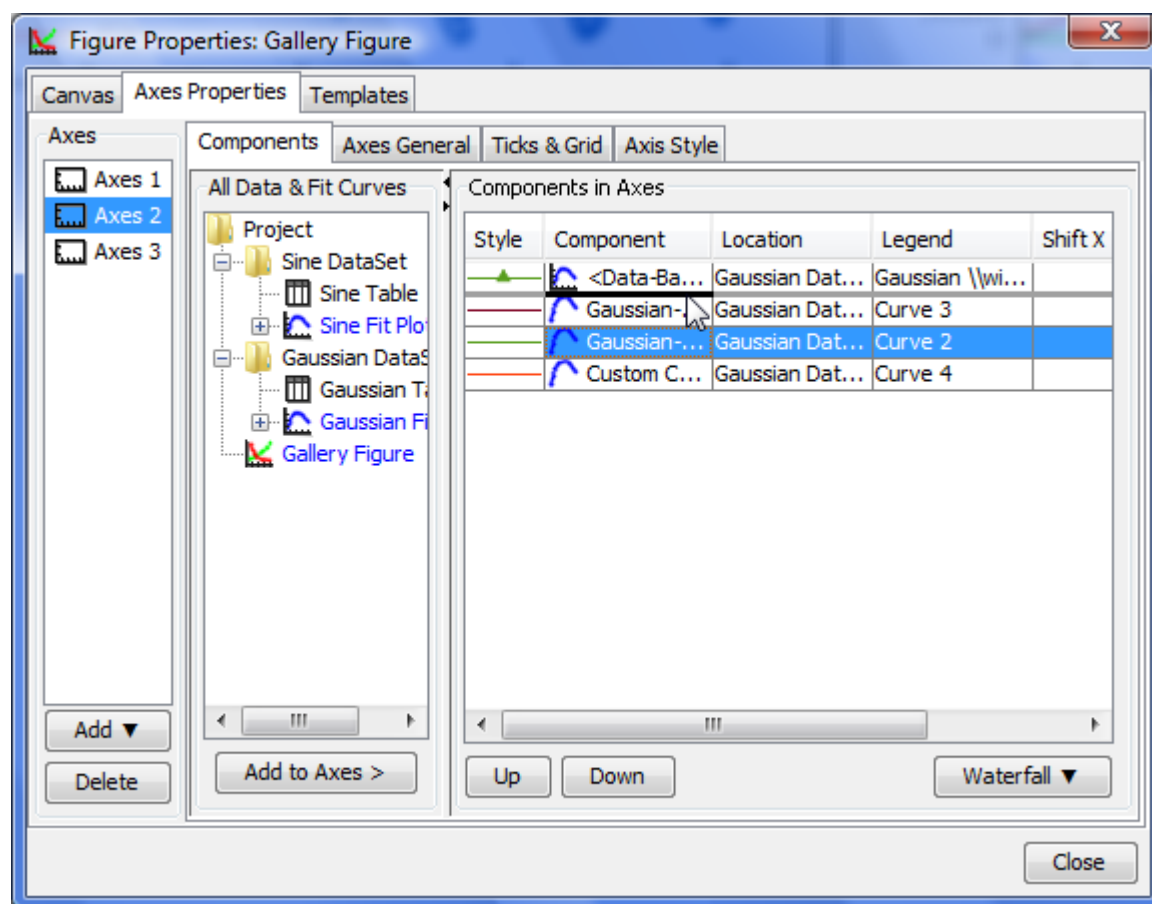 Figure Properties: Gallery Figure
Canvas Axes Properties Templates
Axes
Axes 1
Axes 2
Axes 3
Add ▼
Delete
Components Axes General Ticks & Grid Axis Style
All Data & Fit Curves
Project
Sine DataSet
Sine Table
Sine Fit Plo
Gaussian DataS
Gaussian Ta
Gaussian Fi
Gallery Figure
Add to Axes >
Components in Axes
Style Component Location Legend Shift X
<Data-Ba... Gaussian Dat... Gaussian \\wi...
Gaussian-. Gaussian Dat... Curve 3
Gaussian-... Gaussian Dat... Curve 2
Custom C... Gaussian Dat... Curve 4
Up Down Waterfall ▼
Close